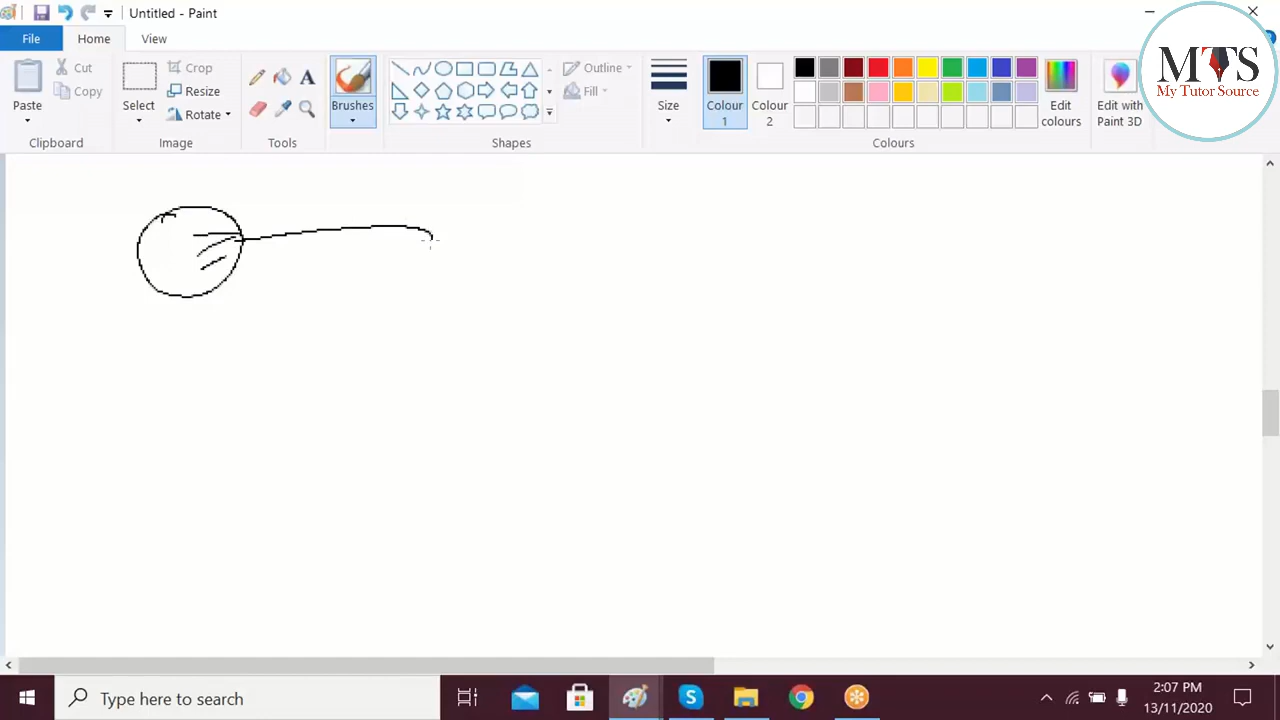 Untitled - Paint
File
Home
View
Paste
Cut
Copy
Clipboard
Select
Crop
Resize
Rotate
Image
A
Tools
Brushes
Outline
Fill
Shapes
Size
Colour
1
Colour
2
Edit
colours
Colours
Edit with
Paint 3D
MTS
My Tutor Source
Type here to search
2:07 PM
13/11/2020